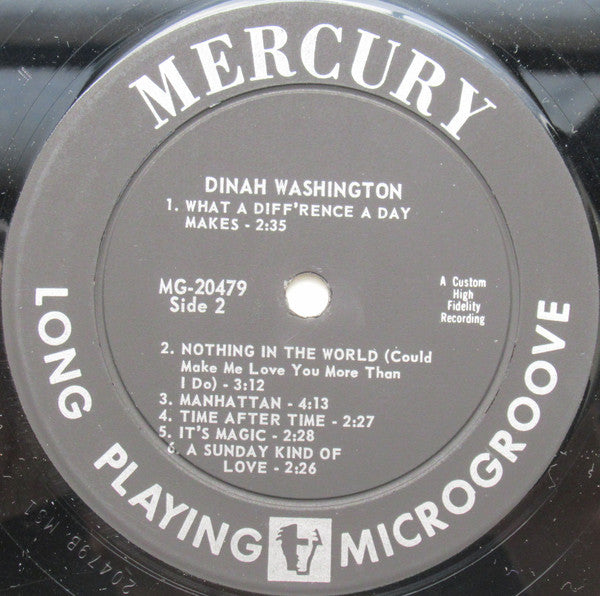 MERCURY
DINAH WASHINGTON
1. WHAT A DIFF'RENCE A DAY
MAKES - 2:35
MG-20479
Side 2
A Custom
High
Fidelity
Recording
2. NOTHING IN THE WORLD (Could
Make Me Love You More Than
I Do) - 3:12
3. MANHATTAN - 4:13
4. TIME AFTER TIME - 2:27
5. IT'S MAGIC - 2:28
6. A SUNDAY KIND OF
LOVE - 2:26
LONG PLAYING MICROGROOVE